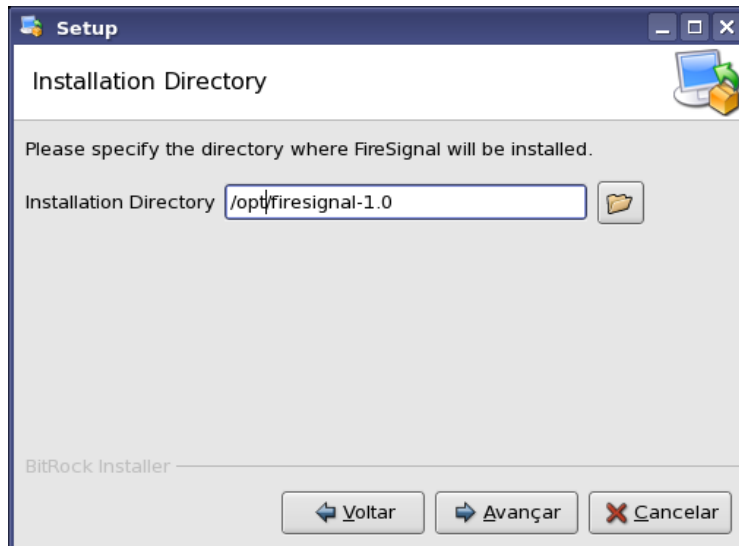 Setup
Installation Directory
Please specify the directory where FireSignal will be installed.
Installation Directory /opt/firesignal-1.0
BitRock Installer
Voltar Avançar Cancelar